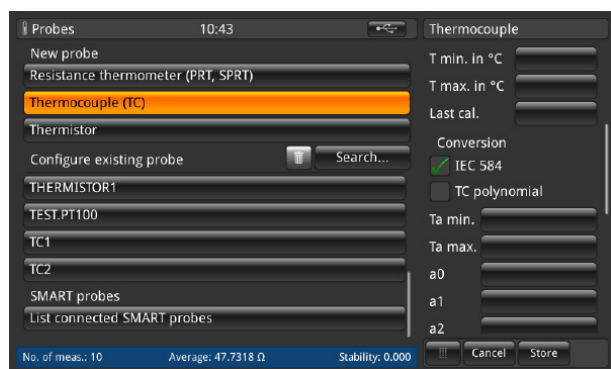 Probes 10:43
New probe
Resistance thermometer (PRT, SPRT)
Thermocouple (TC)
Thermistor
Configure existing probe Search...
THERMISTOR1
TEST.PT100
TC1
TC2
SMART probes
List connected SMART probes
No. of meas.: 10 Average: 47.7318 Ω Stability: 0.000
Thermocouple
T min. in °C
T max. in °C
Last cal.
Conversion
IEC 584
TC polynomial
Ta min.
Ta max.
a0
a1
a2
Cancel Store